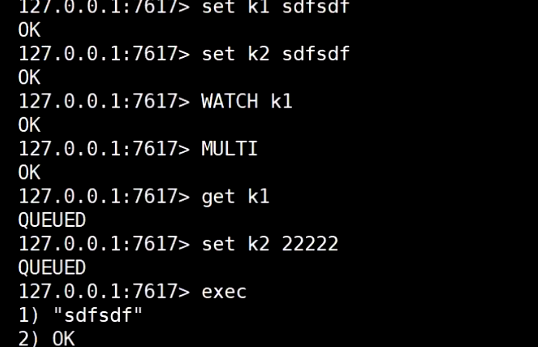 127.0.0.1:7617> set k1 sdfsdf
OK
127.0.0.1:7617> set k2 sdfsdf
OK
127.0.0.1:7617> WATCH k1
OK
127.0.0.1:7617> MULTI
OK
127.0.0.1:7617> get k1
QUEUED
127.0.0.1:7617> set k2 22222
QUEUED
127.0.0.1:7617> exec
1) "sdfsdf"
2) OK